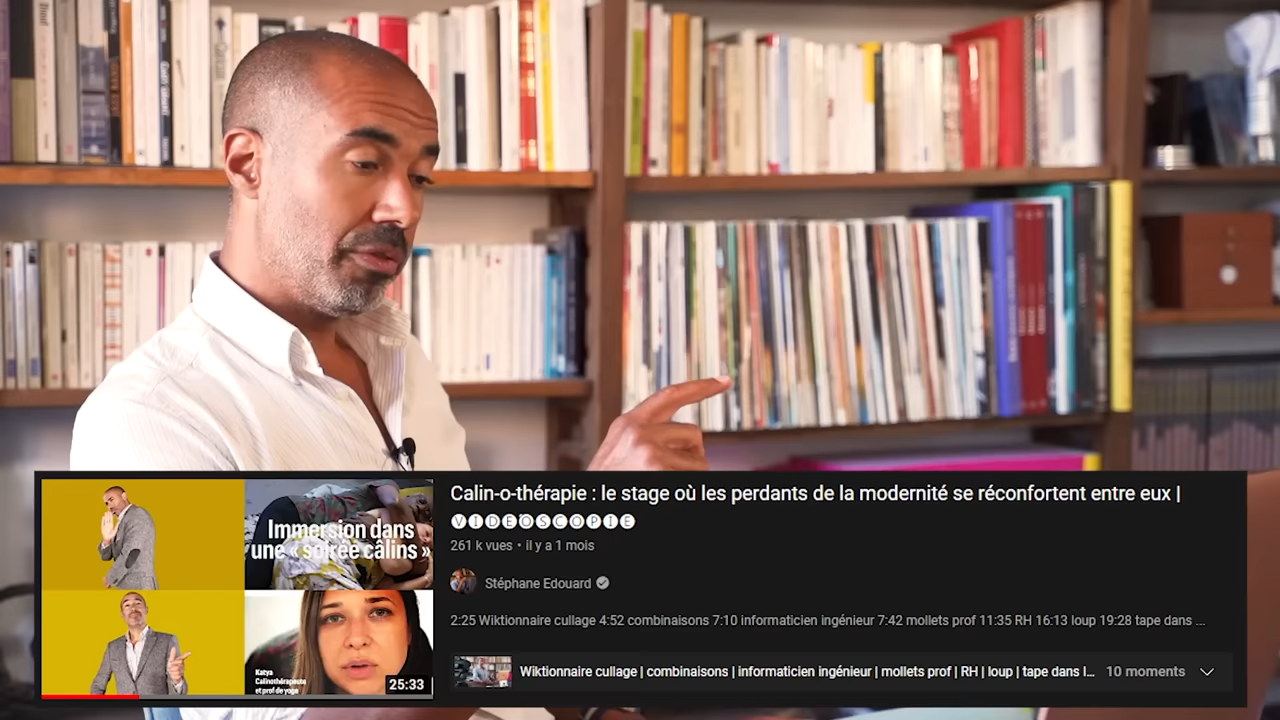 Calin-o-thérapie : le stage où les perdants de la modernité se réconfortent entre eux |
🅥🅘🅓🅔🅞🅢🅒🅞🅟🅘🅔
261 k vues • il y a 1 mois
Stéphane Edouard
2:25 Wiktionnaire cullage 4:52 combinaisons 7:10 informaticien ingénieur 7:42 mollets prof 11:35 RH 16:13 loup 19:28 tape dans ...
Wiktionnaire cullage | combinaisons | informaticien ingénieur | mollets prof | RH | loup | tape dans l... 10 moments
Immersion dans
une « soirée câlins »
Katya
Calinothérapeute
et prof de yoga
25:33